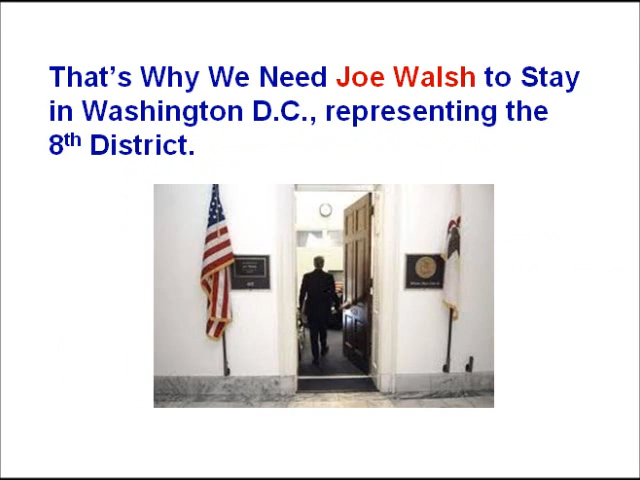 That's Why We Need Joe Walsh to Stay
in Washington D.C., representing the
8th District.